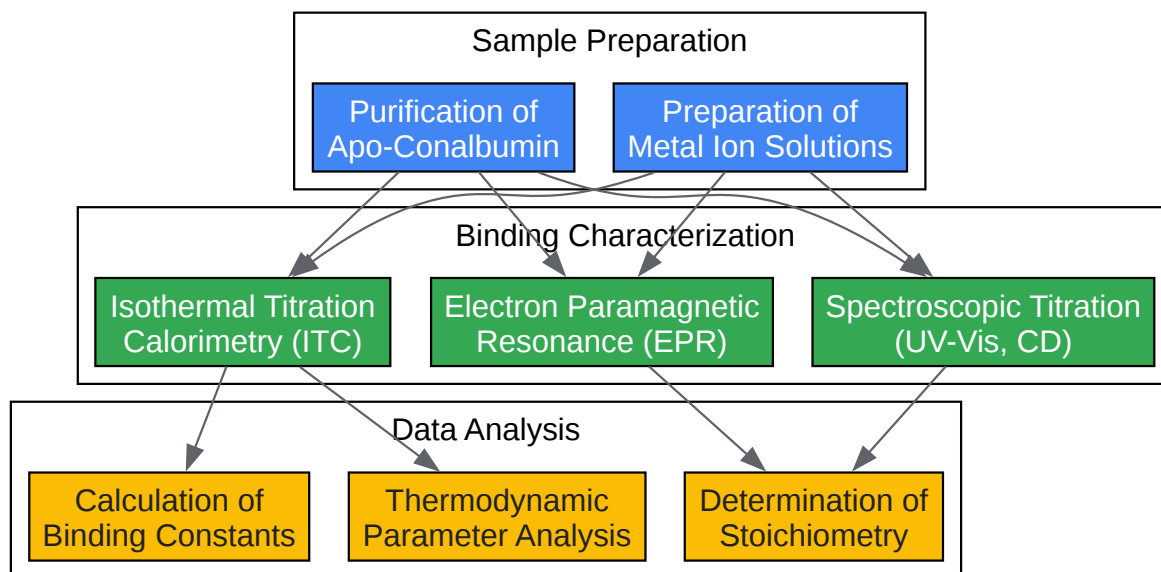 Sample Preparation
Purification of
Apo-Conalbumin
Preparation of
Metal Ion Solutions
Binding Characterization
Isothermal Titration
Calorimetry (ITC)
Electron Paramagnetic
Resonance (EPR)
Spectroscopic Titration
(UV-Vis, CD)
Data Analysis
Calculation of
Binding Constants
Thermodynamic
Parameter Analysis
Determination of
Stoichiometry